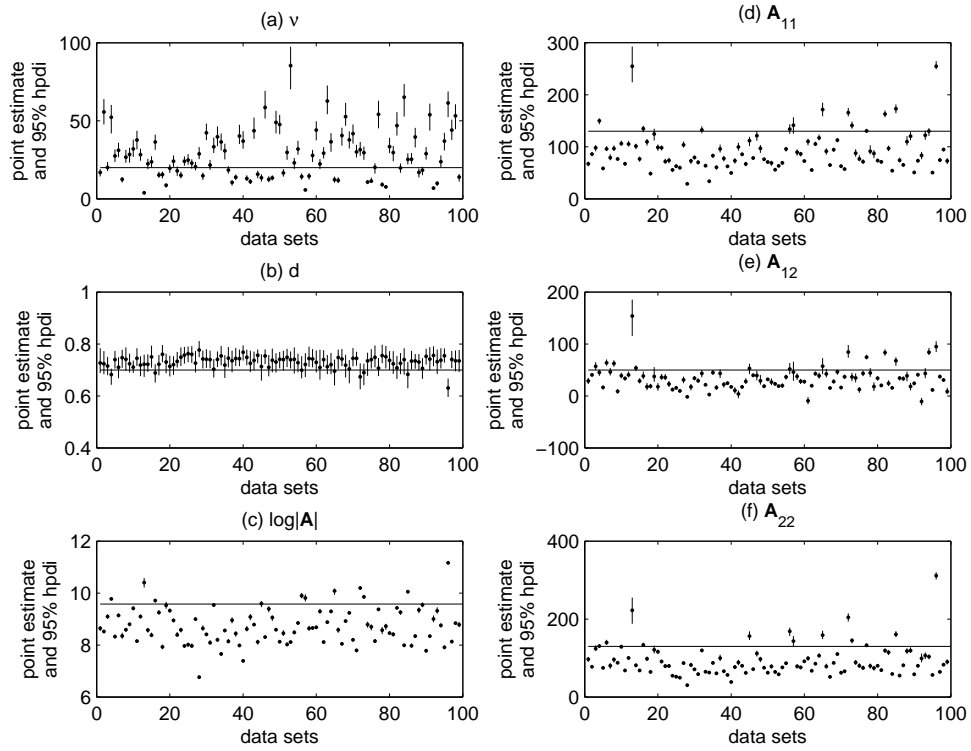 (a) ν
point estimate
and 95% hpdi
100
50
0
0 20 40 60 80 100
data sets
(b) d
point estimate
and 95% hpdi
1
0.8
0.6
0.4
0 20 40 60 80 100
data sets
(c) log|A|
point estimate
and 95% hpdi
12
10
8
6
0 20 40 60 80 100
data sets
(d) A11
point estimate
and 95% hpdi
300
200
100
0
0 20 40 60 80 100
data sets
(e) A12
point estimate
and 95% hpdi
200
100
0
−100
0 20 40 60 80 100
data sets
(f) A22
point estimate
and 95% hpdi
400
200
0
0 20 40 60 80 100
data sets